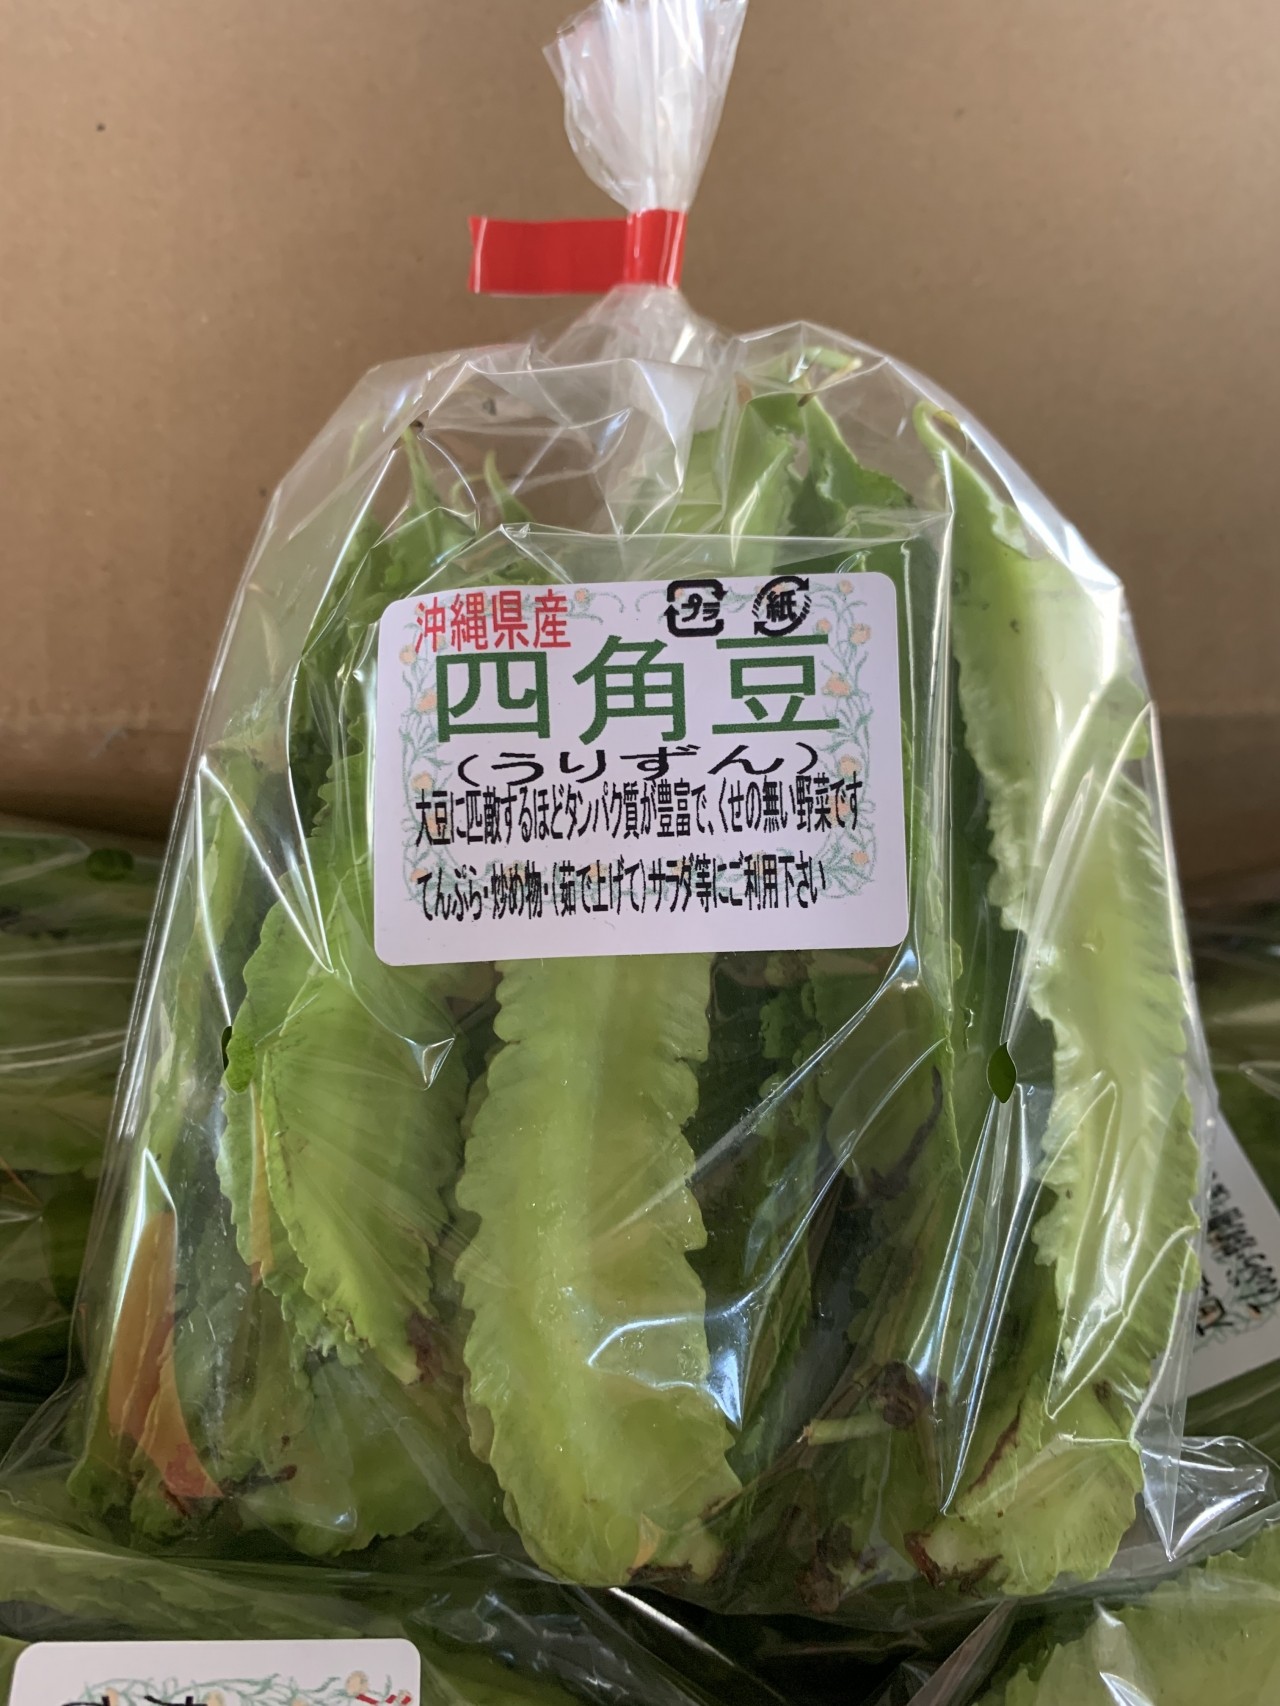 沖縄県産 プラ 紙
四角豆
(うりずん)
大豆に匹敵するほどタンパク質が豊富で、くせの無い野菜です
てんぷら・炒め物・(茹で上げて)サラダ等にご利用下さい